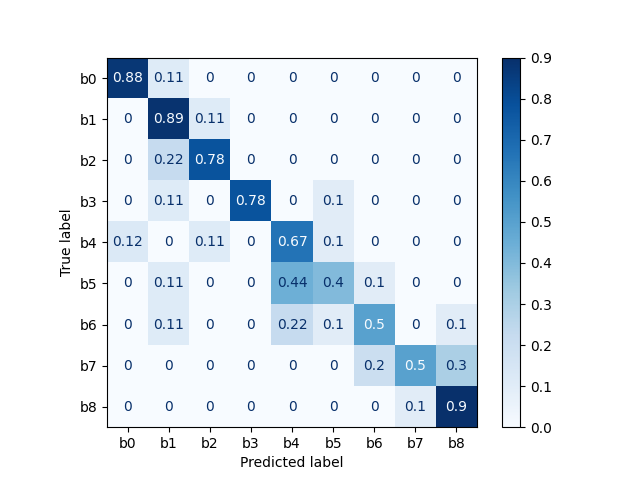 b0 0.88 0.11 0 0 0 0 0 0 0
b1 0 0.89 0.11 0 0 0 0 0 0
b2 0 0.22 0.78 0 0 0 0 0 0
b3 0 0.11 0 0.78 0 0.1 0 0 0
b4 0.12 0 0.11 0 0.67 0.1 0 0 0
b5 0 0.11 0 0 0.44 0.4 0.1 0 0
b6 0 0.11 0 0 0.22 0.1 0.5 0 0.1
b7 0 0 0 0 0 0 0.2 0.5 0.3
b8 0 0 0 0 0 0 0 0.1 0.9
b0 b1 b2 b3 b4 b5 b6 b7 b8
Predicted label
True label
0.9
0.8
0.7
0.6
0.5
0.4
0.3
0.2
0.1
0.0